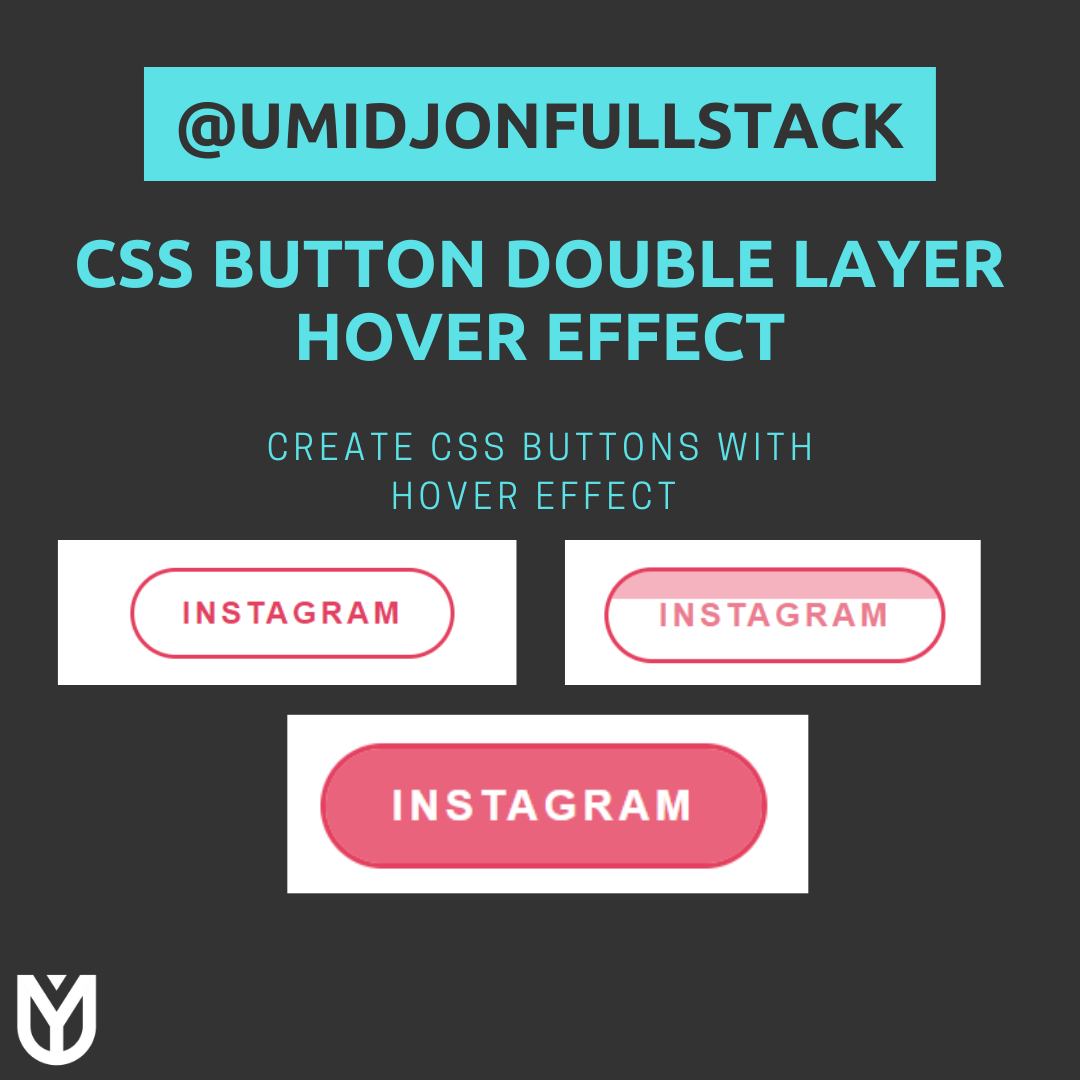 @UMIDJONFULLSTACK
CSS BUTTON DOUBLE LAYER
HOVER EFFECT
CREATE CSS BUTTONS WITH
HOVER EFFECT
INSTAGRAM
INSTAGRAM
INSTAGRAM